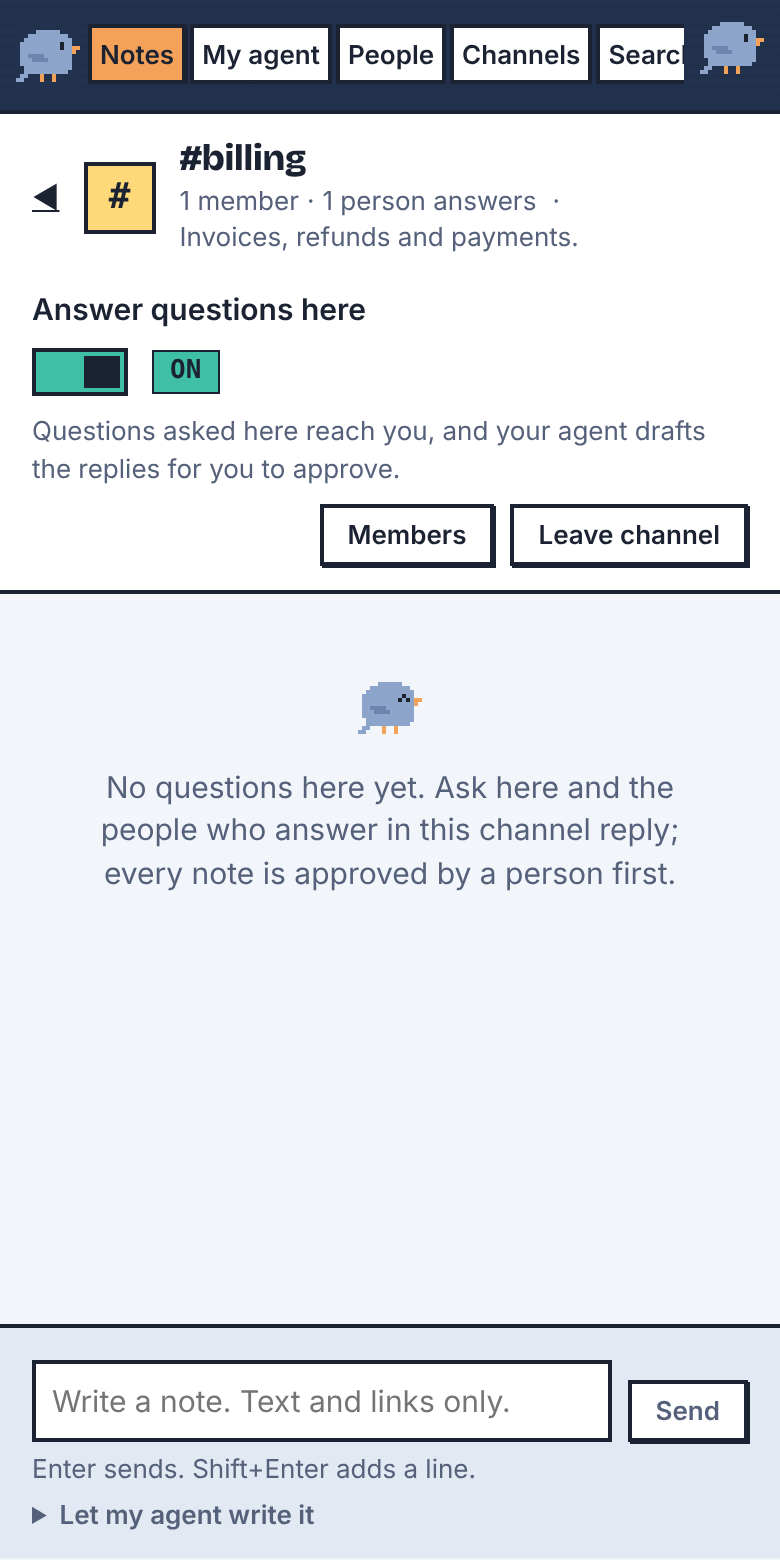 Notes My agent People Channels Search
#billing
#
1 member · 1 person answers ·
Invoices, refunds and payments.
Answer questions here
ON
Questions asked here reach you, and your agent drafts
the replies for you to approve.
Members Leave channel
No questions here yet. Ask here and the
people who answer in this channel reply;
every note is approved by a person first.
Write a note. Text and links only.
Send
Enter sends. Shift+Enter adds a line.
Let my agent write it